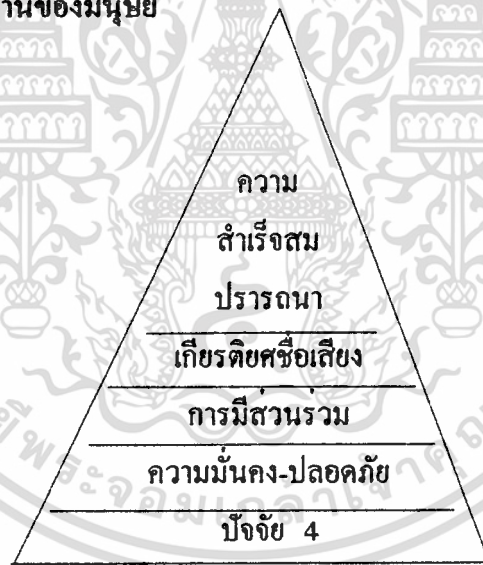 านของมนุษย์
ความ
สำเร็จสม
ปรารถนา
เกียรติยศชื่อเสียง
การมีส่วนร่วม
ความมั่นคง-ปลอดภัย
ปัจจัย 4